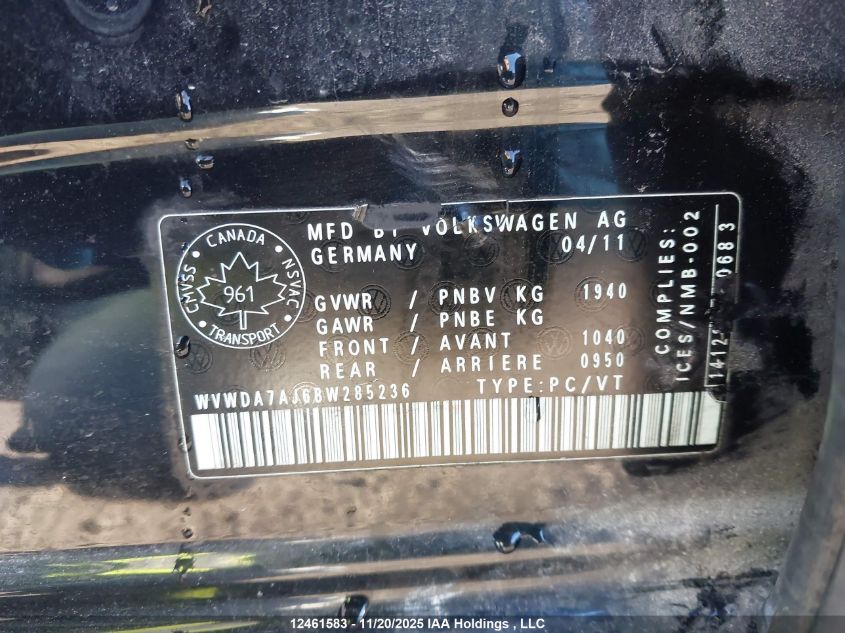 CANADA
CMVSS
NSVAC
961
TRANSPORT
MFD VOLKSWAGEN AG
GERMANY 04/11
GVWR / PNBV KG 1940
GAWR / PNBE KG
FRONT / AVANT 1040
REAR / ARRIERE 0950
WVWDA7AJ6BW285236 TYPE:PC/VT
COMPLIES:
ICES/NMB-002
0683
12461583 - 11/20/2025 IAA Holdings , LLC